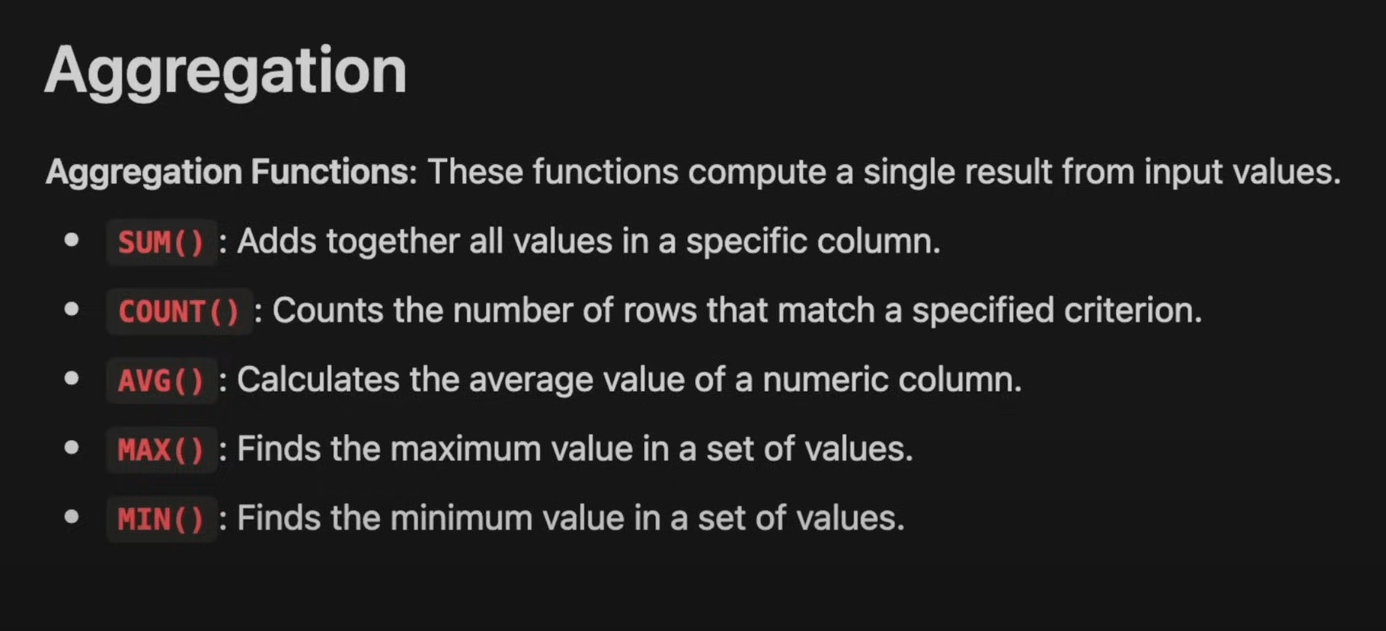 Aggregation
Aggregation Functions: These functions compute a single result from input values.
• SUM() : Adds together all values in a specific column.
• COUNT() : Counts the number of rows that match a specified criterion.
• AVG() : Calculates the average value of a numeric column.
• MAX() : Finds the maximum value in a set of values.
• MIN() : Finds the minimum value in a set of values.